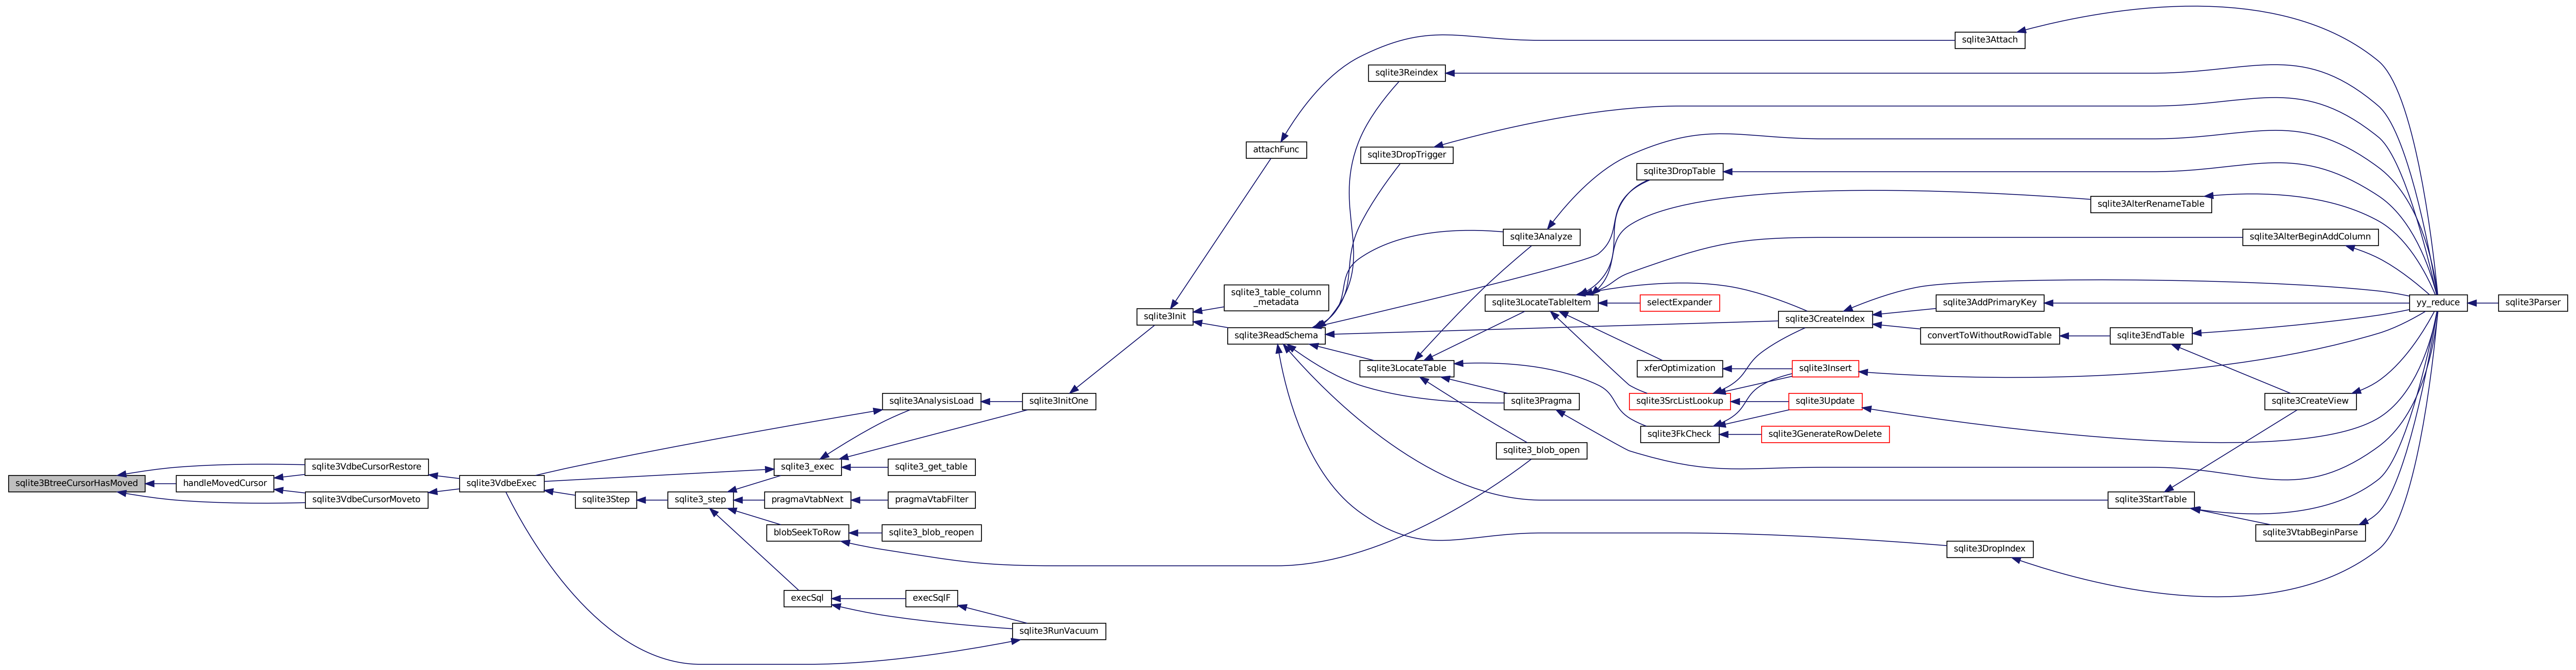 sqlite3BtreeCursorHasMoved
handleMovedCursor
sqlite3VdbeCursorRestore
sqlite3VdbeCursorMoveto
sqlite3VdbeExec
sqlite3Step
sqlite3_step
sqlite3AnalysisLoad
sqlite3_exec
sqlite3_get_table
pragmaVtabNext
pragmaVtabFilter
blobSeekToRow
sqlite3_blob_reopen
execSql
execSqlF
sqlite3RunVacuum
sqlite3InitOne
sqlite3Init
attachFunc
sqlite3_table_column
_metadata
sqlite3ReadSchema
sqlite3Reindex
sqlite3DropTrigger
sqlite3LocateTable
sqlite3Analyze
sqlite3LocateTableItem
sqlite3Pragma
sqlite3_blob_open
sqlite3DropTable
selectExpander
xferOptimization
sqlite3SrcListLookup
sqlite3FkCheck
sqlite3CreateIndex
sqlite3Insert
sqlite3Update
sqlite3GenerateRowDelete
sqlite3Attach
sqlite3AddPrimaryKey
convertToWithoutRowidTable
sqlite3DropIndex
sqlite3AlterRenameTable
sqlite3EndTable
sqlite3StartTable
sqlite3AlterBeginAddColumn
sqlite3CreateView
sqlite3VtabBeginParse
yy_reduce
sqlite3Parser